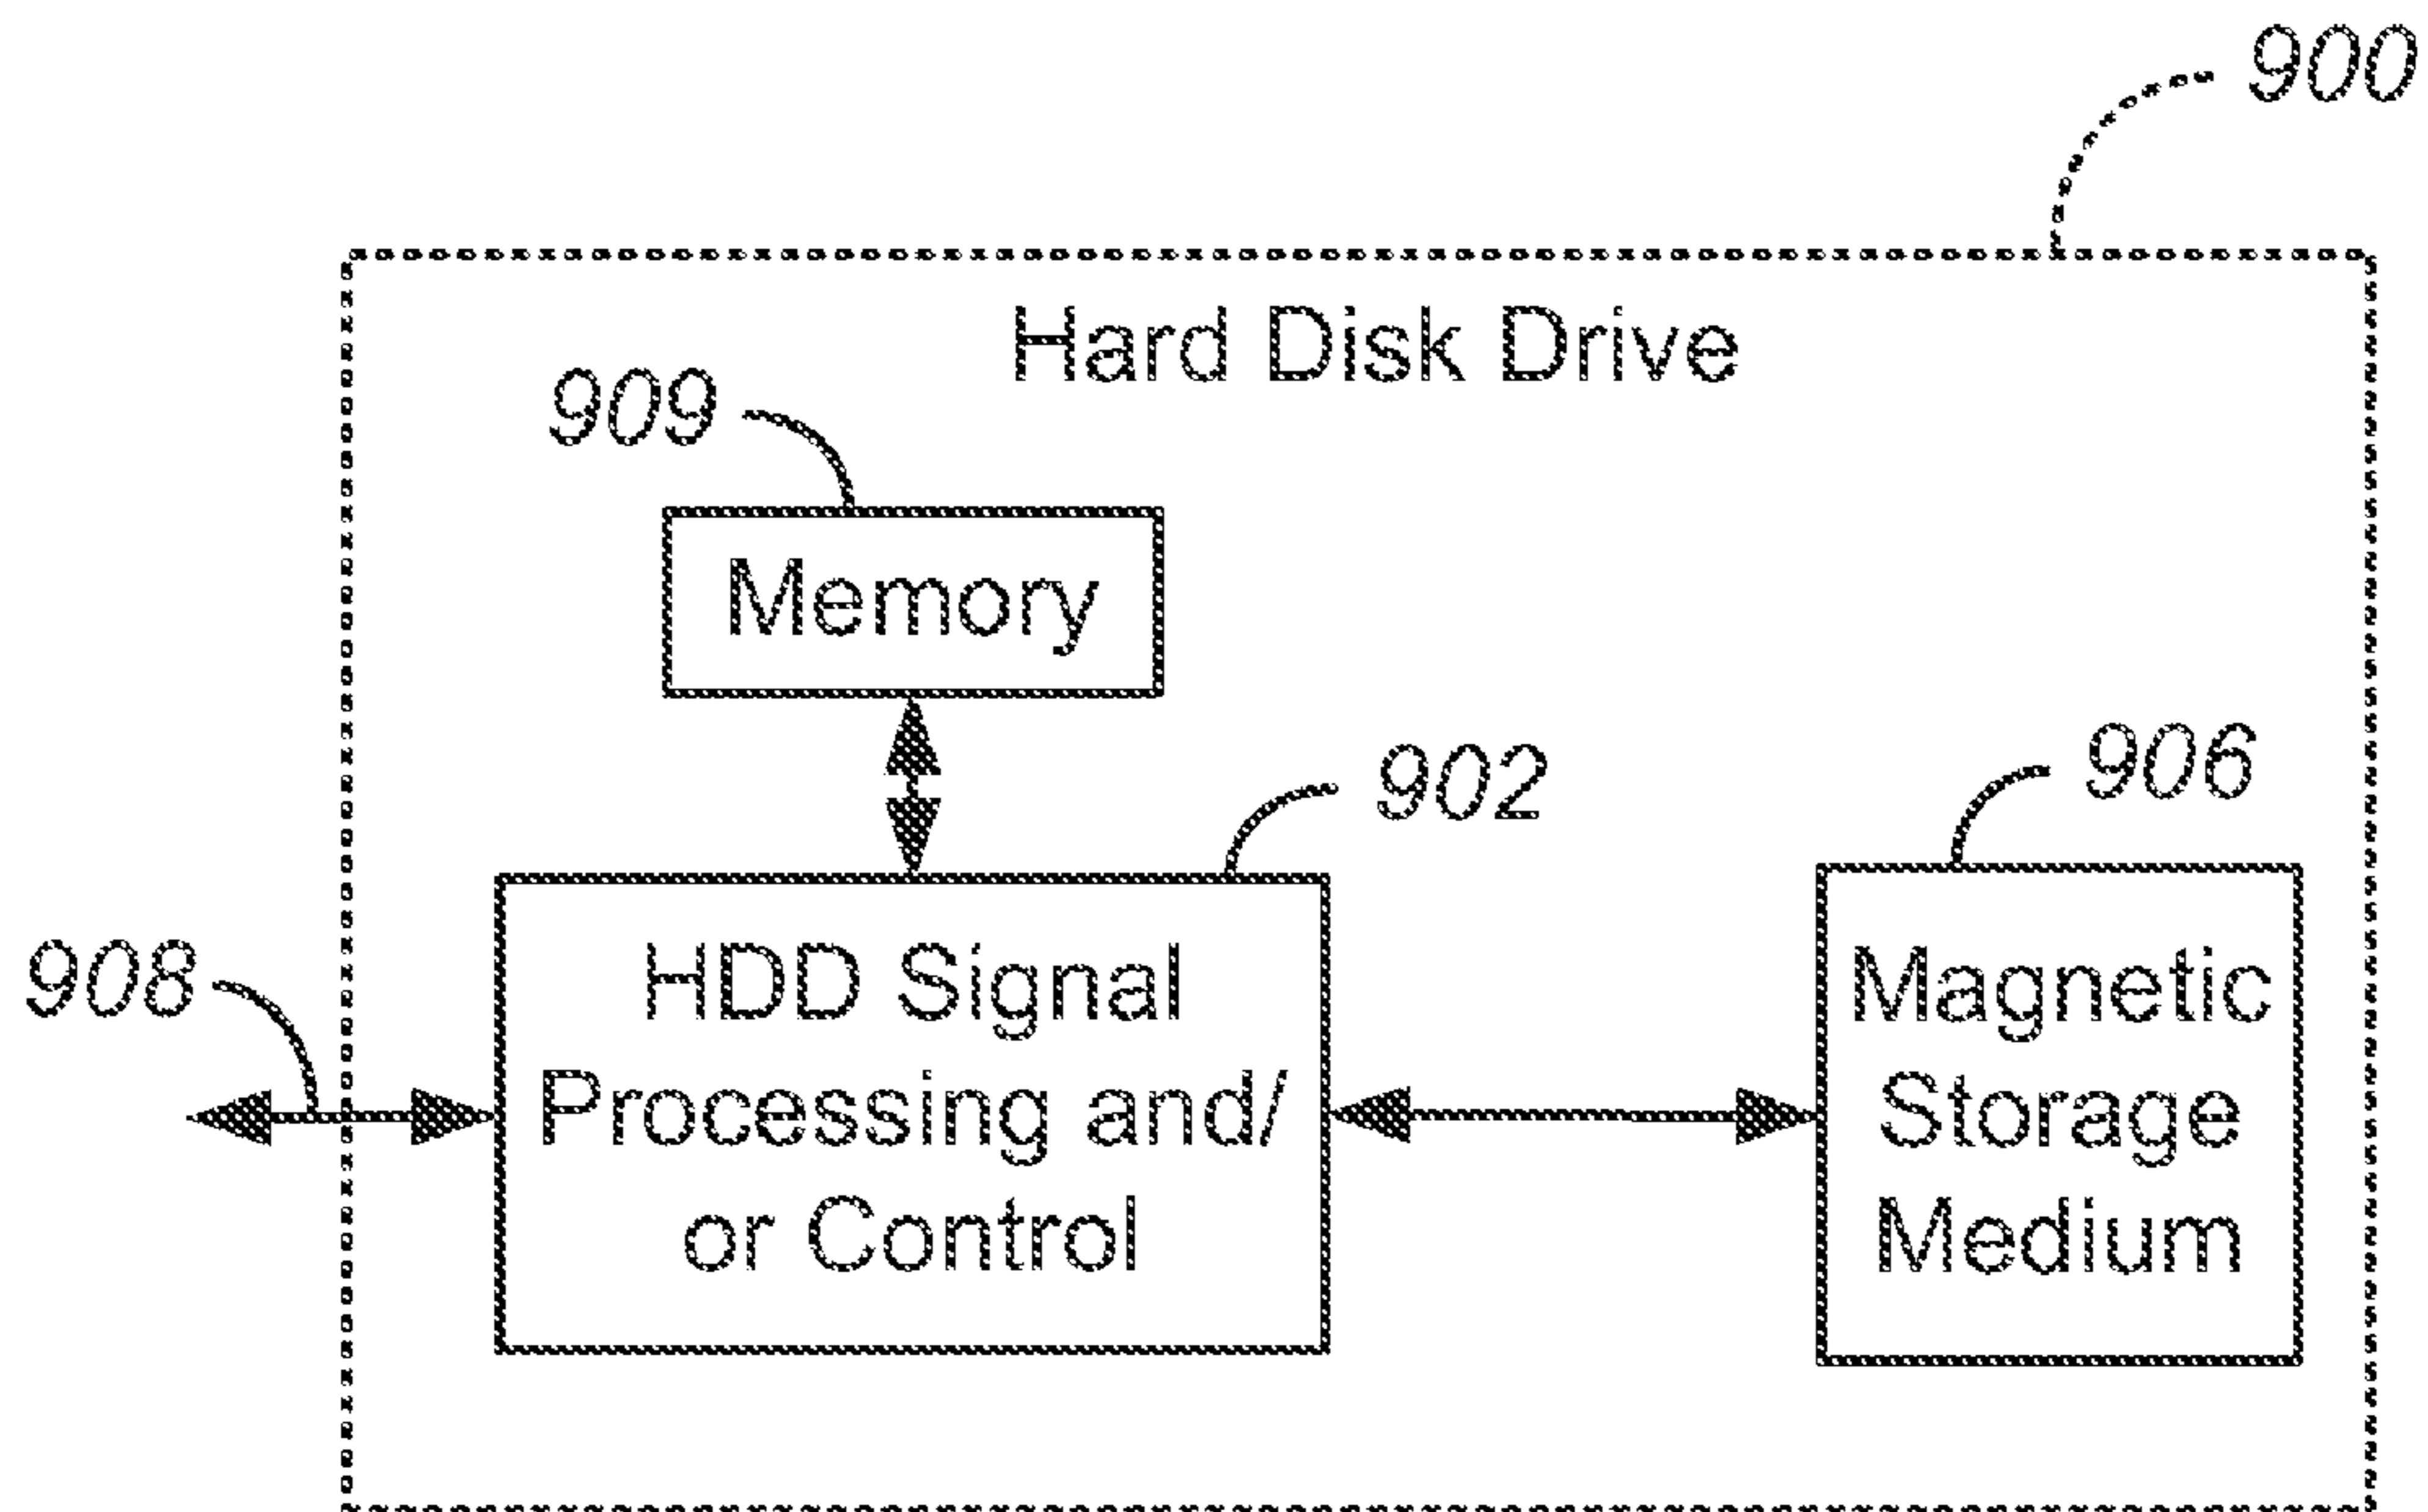 900
Hard Disk Drive
909
Memory
902
906
908
HDD Signal
Processing and/
or Control
Magnetic
Storage
Medium